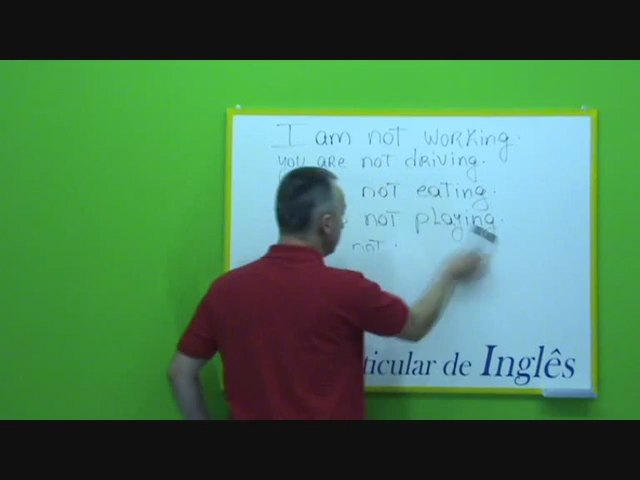 I am not working.
you are not driving.
not eating.
not playing.
not.
ticular de Inglês